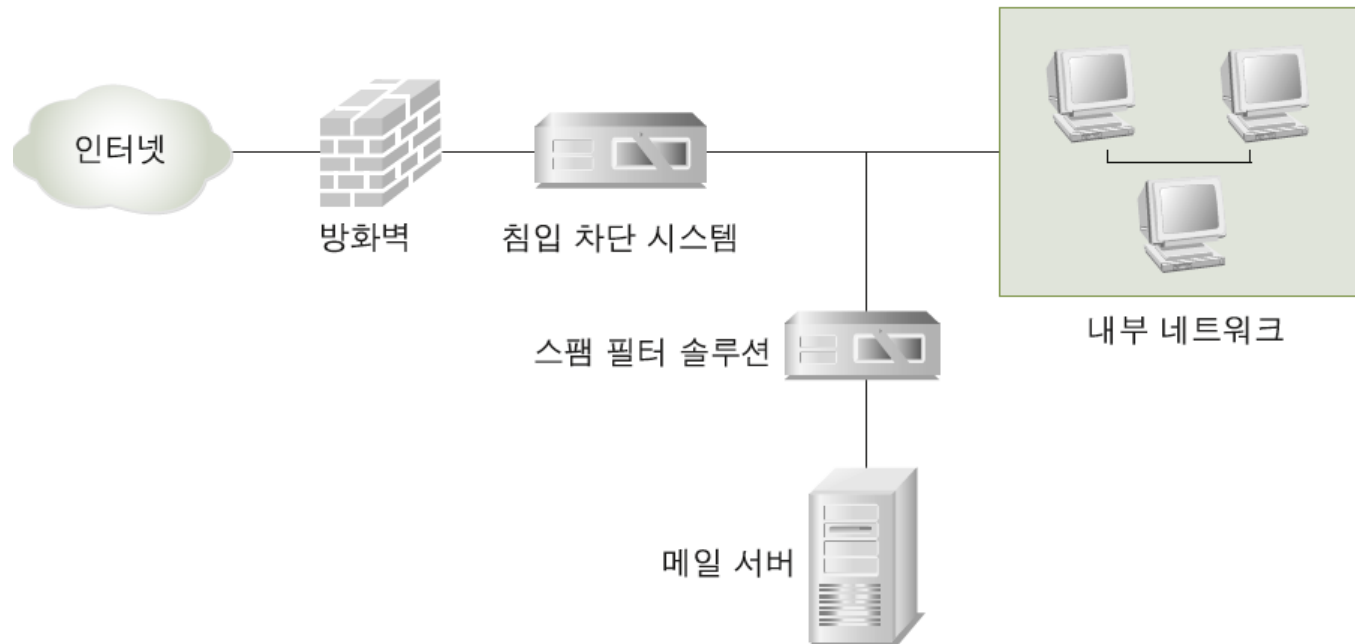 인터넷
방화벽
침입 차단 시스템
내부 네트워크
스팸 필터 솔루션
메일 서버